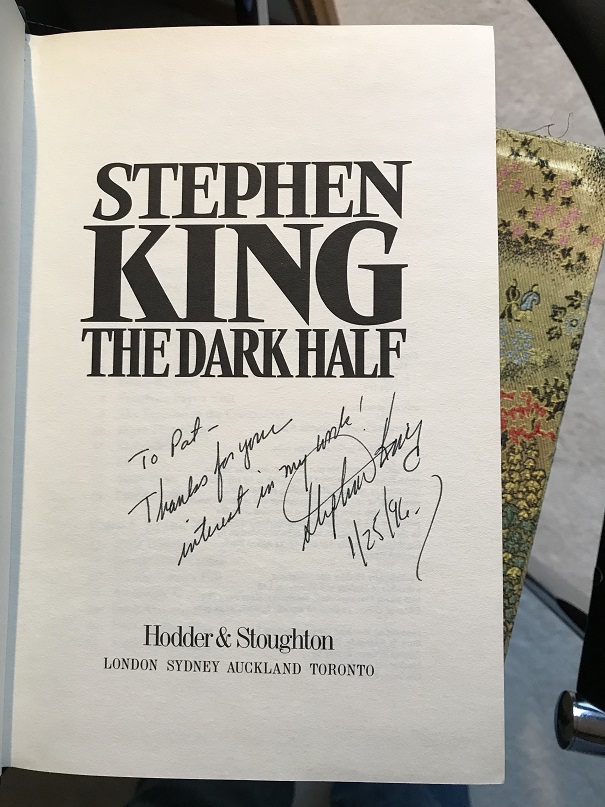 STEPHEN
KING
THE DARK HALF
To Pat-
Thanks for your
interest in my work!
Stephen King
1/25/96.
Hodder & Stoughton
LONDON SYDNEY AUCKLAND TORONTO